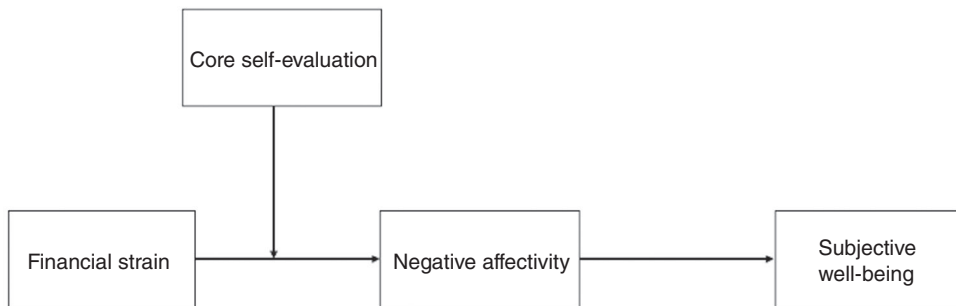 Core self-evaluation
Financial strain
Negative affectivity
Subjective
well-being